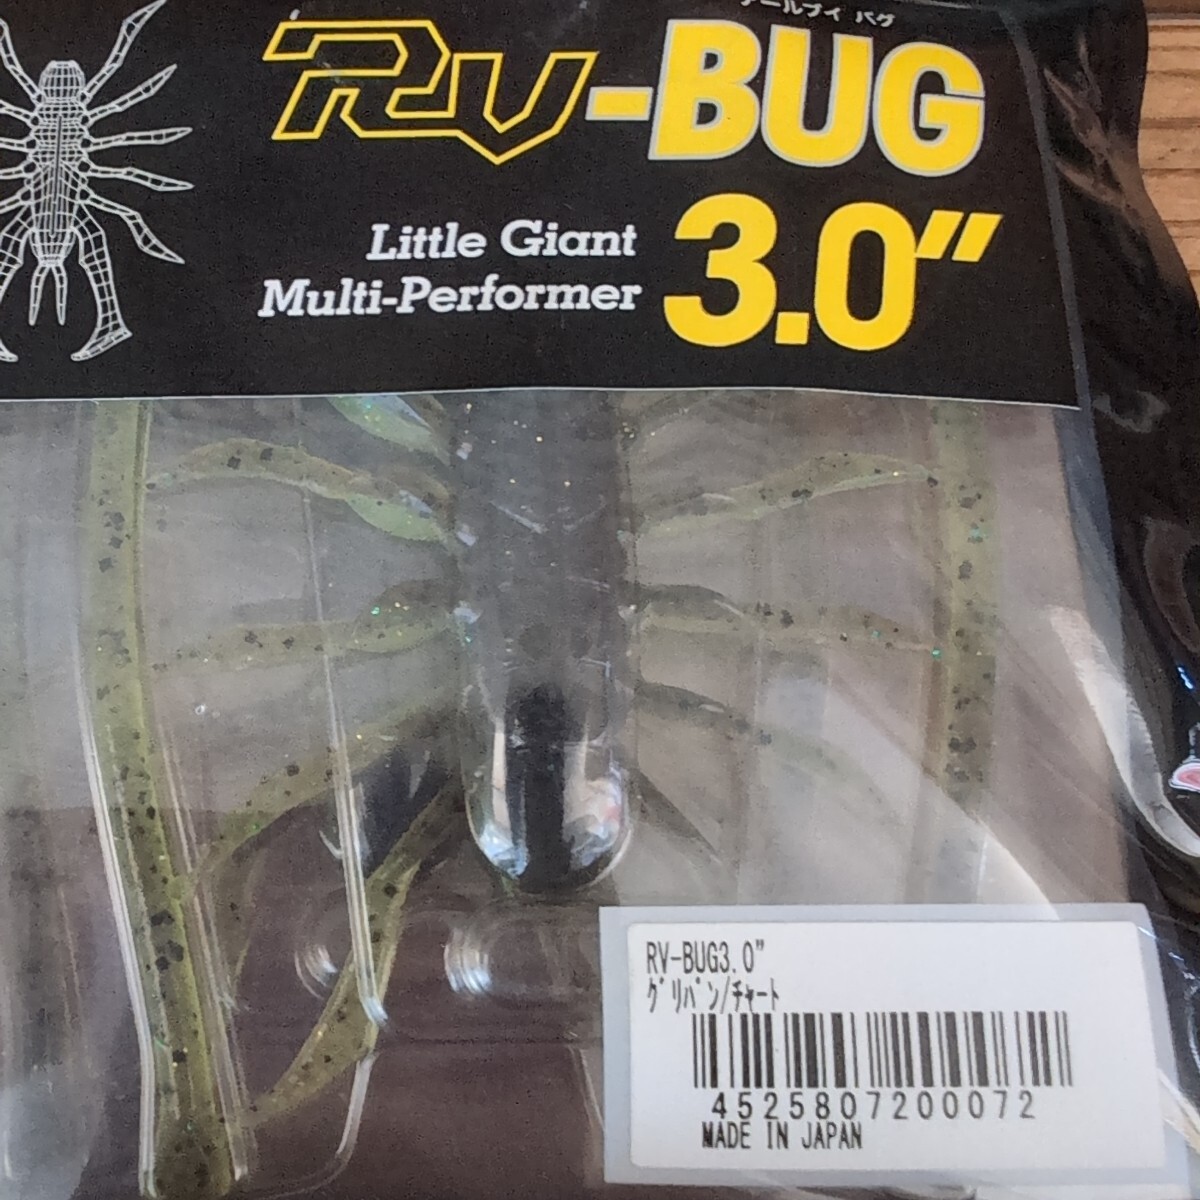 アールブイ バグ
RV-BUG
Little Giant
Multi-Performer
3.0"
RV-BUG3.0"
グリパン/チャート
4525807200072
MADE IN JAPAN